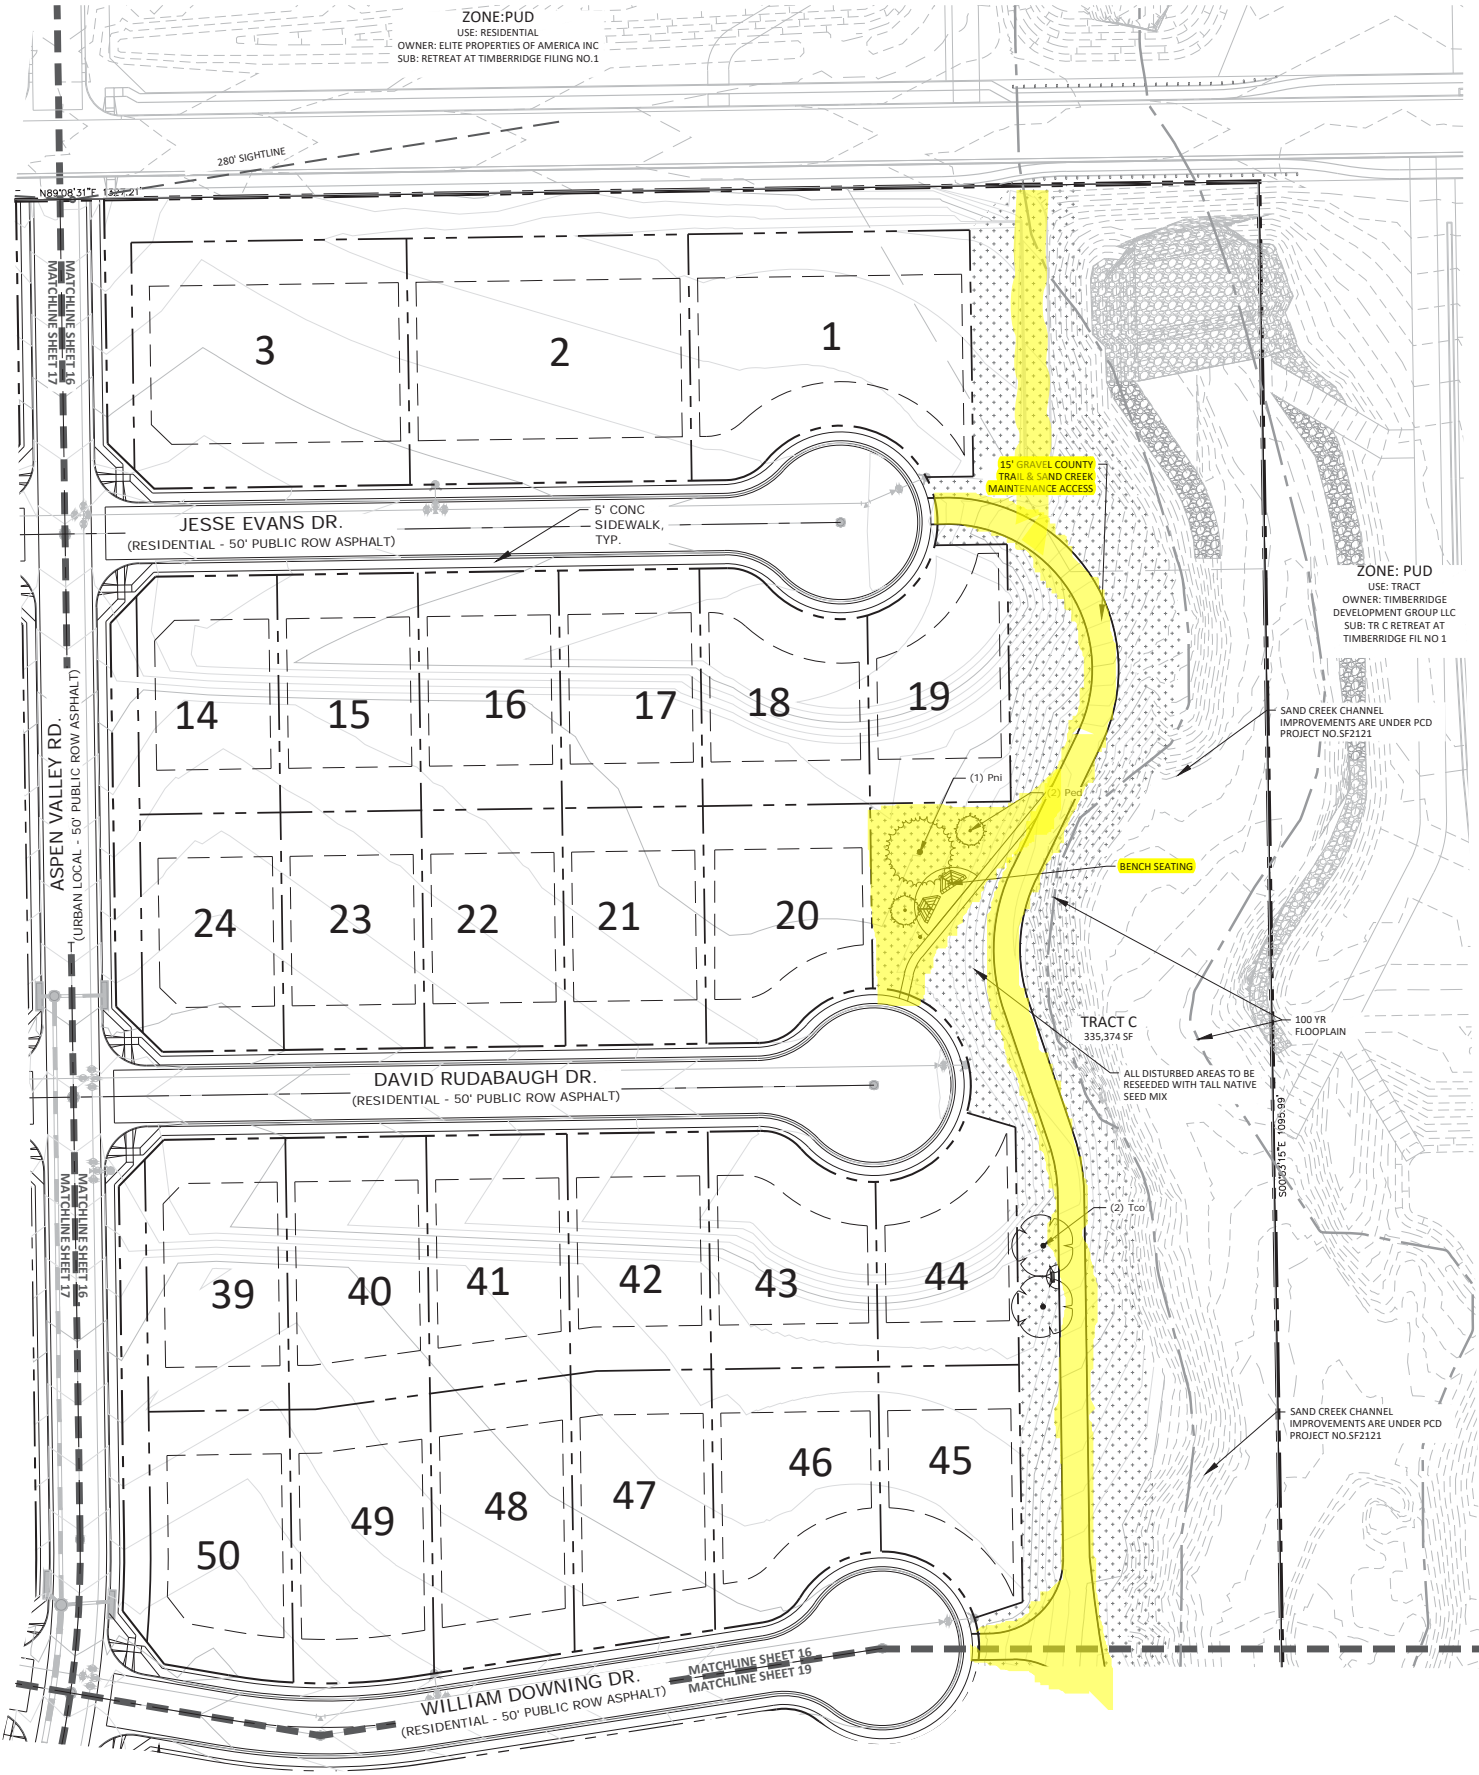 ZONE:PUD
USE: RESIDENTIAL
OWNER: ELITE PROPERTIES OF AMERICA INC
SUB: RETREAT AT TIMBERRIDGE FILING NO.1
280' SIGHTLINE
N89°08'31"E 1327.21'
MATCHLINE SHEET 16
MATCHLINE SHEET 17
3
2
1
15' GRAVEL COUNTY
TRAIL & SAND CREEK
MAINTENANCE ACCESS
JESSE EVANS DR.
(RESIDENTIAL - 50' PUBLIC ROW ASPHALT)
5' CONC
SIDEWALK,
TYP.
ZONE: PUD
USE: TRACT
OWNER: TIMBERRIDGE
DEVELOPMENT GROUP LLC
SUB: TR C RETREAT AT
TIMBERRIDGE FIL NO 1
14
15
16
17
18
19
SAND CREEK CHANNEL
IMPROVEMENTS ARE UNDER PCD
PROJECT NO.SF2121
ASPEN VALLEY RD.
(URBAN LOCAL - 50' PUBLIC ROW ASPHALT)
(1) Pni
(2) Ped
BENCH SEATING
24
23
22
21
20
TRACT C
335,374 SF
100 YR
FLOOPLAIN
ALL DISTURBED AREAS TO BE
RESEEDED WITH TALL NATIVE
SEED MIX
DAVID RUDABAUGH DR.
(RESIDENTIAL - 50' PUBLIC ROW ASPHALT)
S00°03'15"E 1095.99'
MATCHLINE SHEET 16
MATCHLINE SHEET 17
(2) Tco
39
40
41
42
43
44
SAND CREEK CHANNEL
IMPROVEMENTS ARE UNDER PCD
PROJECT NO.SF2121
50
49
48
47
46
45
MATCHLINE SHEET 16
MATCHLINE SHEET 19
WILLIAM DOWNING DR.
(RESIDENTIAL - 50' PUBLIC ROW ASPHALT)